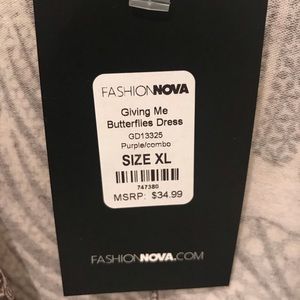 FASHIONNOVA
Giving Me
Butterflies Dress
GD13325
Purple/combo
SIZE XL
747380
MSRP: $34.99
FASHIONNOVA.COM